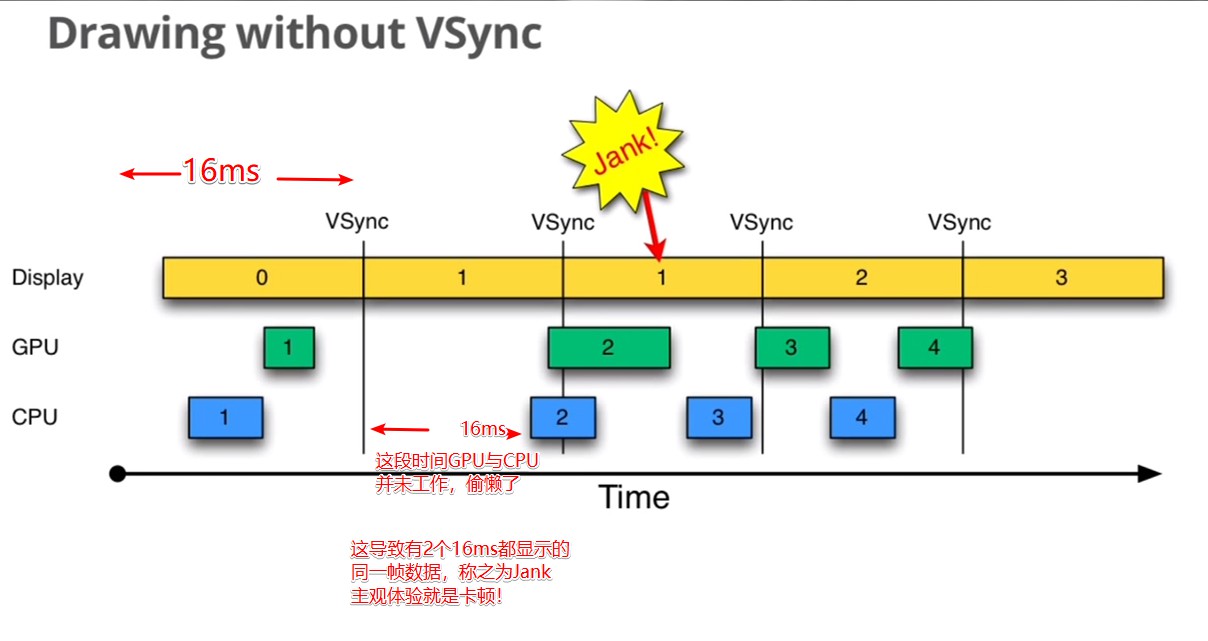 Drawing without VSync
Jank!
16ms
VSync VSync VSync VSync
Display 0 1 1 2 3
GPU 1 2 3 4
CPU 1 2 3 4
16ms
这段时间GPU与CPU
并未工作，偷懒了
Time
这导致有2个16ms都显示的
同一帧数据，称之为Jank
主观体验就是卡顿！